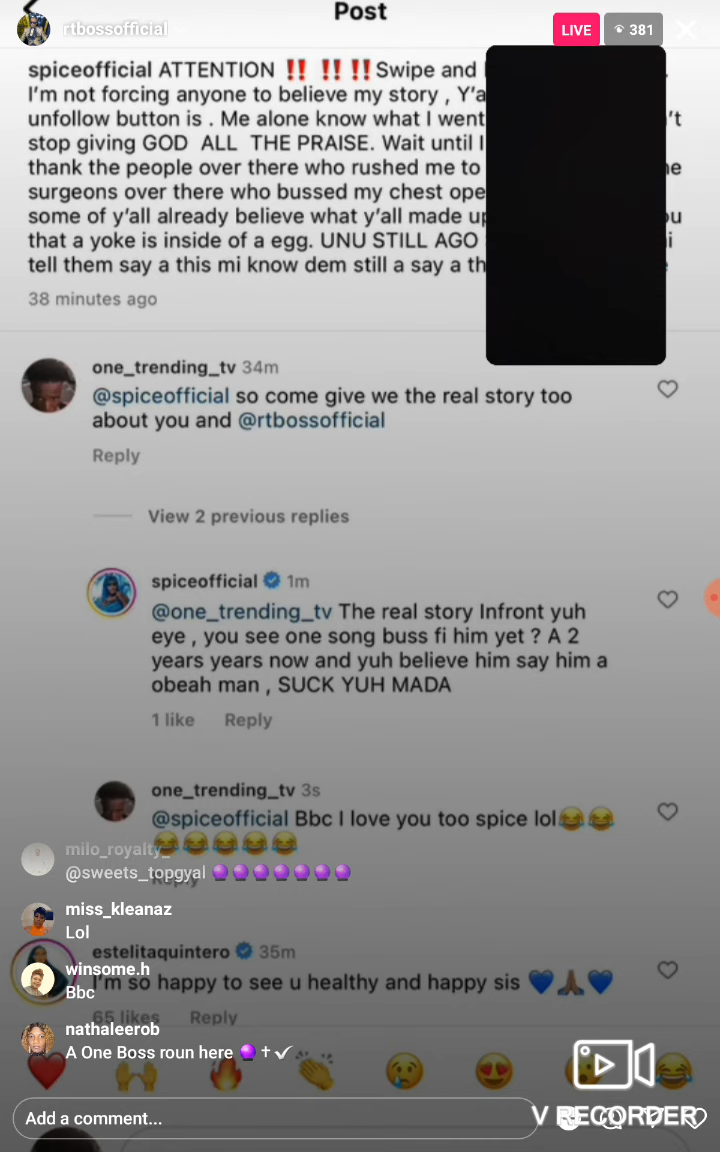 Post
rtbossofficial
LIVE
381
spiceofficial ATTENTION ‼️ ‼️ ‼️ Swipe and
I'm not forcing anyone to believe my story , Y'a
unfollow button is . Me alone know what I went 't
stop giving GOD ALL THE PRAISE. Wait until I
thank the people over there who rushed me to
surgeons over there who bussed my chest ope
some of y'all already believe what y'all made up
that a yoke is inside of a egg. UNU STILL AGO
tell them say a this mi know dem still a say a th
38 minutes ago
one_trending_tv 34m
@spiceofficial so come give we the real story too
about you and @rtbossofficial
Reply
View 2 previous replies
spiceofficial 1m
@one_trending_tv The real story Infront yuh
eye , you see one song buss fi him yet ? A 2
years years now and yuh believe him say him a
obeah man , SUCK YUH MADA
1 like Reply
one_trending_tv 3s
@spiceofficial Bbc I love you too spice lol😂😂
😂😂😂😂😂
Reply
milo_royalty_
@sweets_topgyal 🔮🔮🔮🔮🔮🔮🔮
miss_kleanaz
Lol
estelitaquintero 35m
winsome.h
I'm so happy to see u healthy and happy sis 💙🙏🏽💙
Bbc
65 likes Reply
nathaleerob
A One Boss roun here 🔮✝️✔️
Add a comment...
V RECORDER